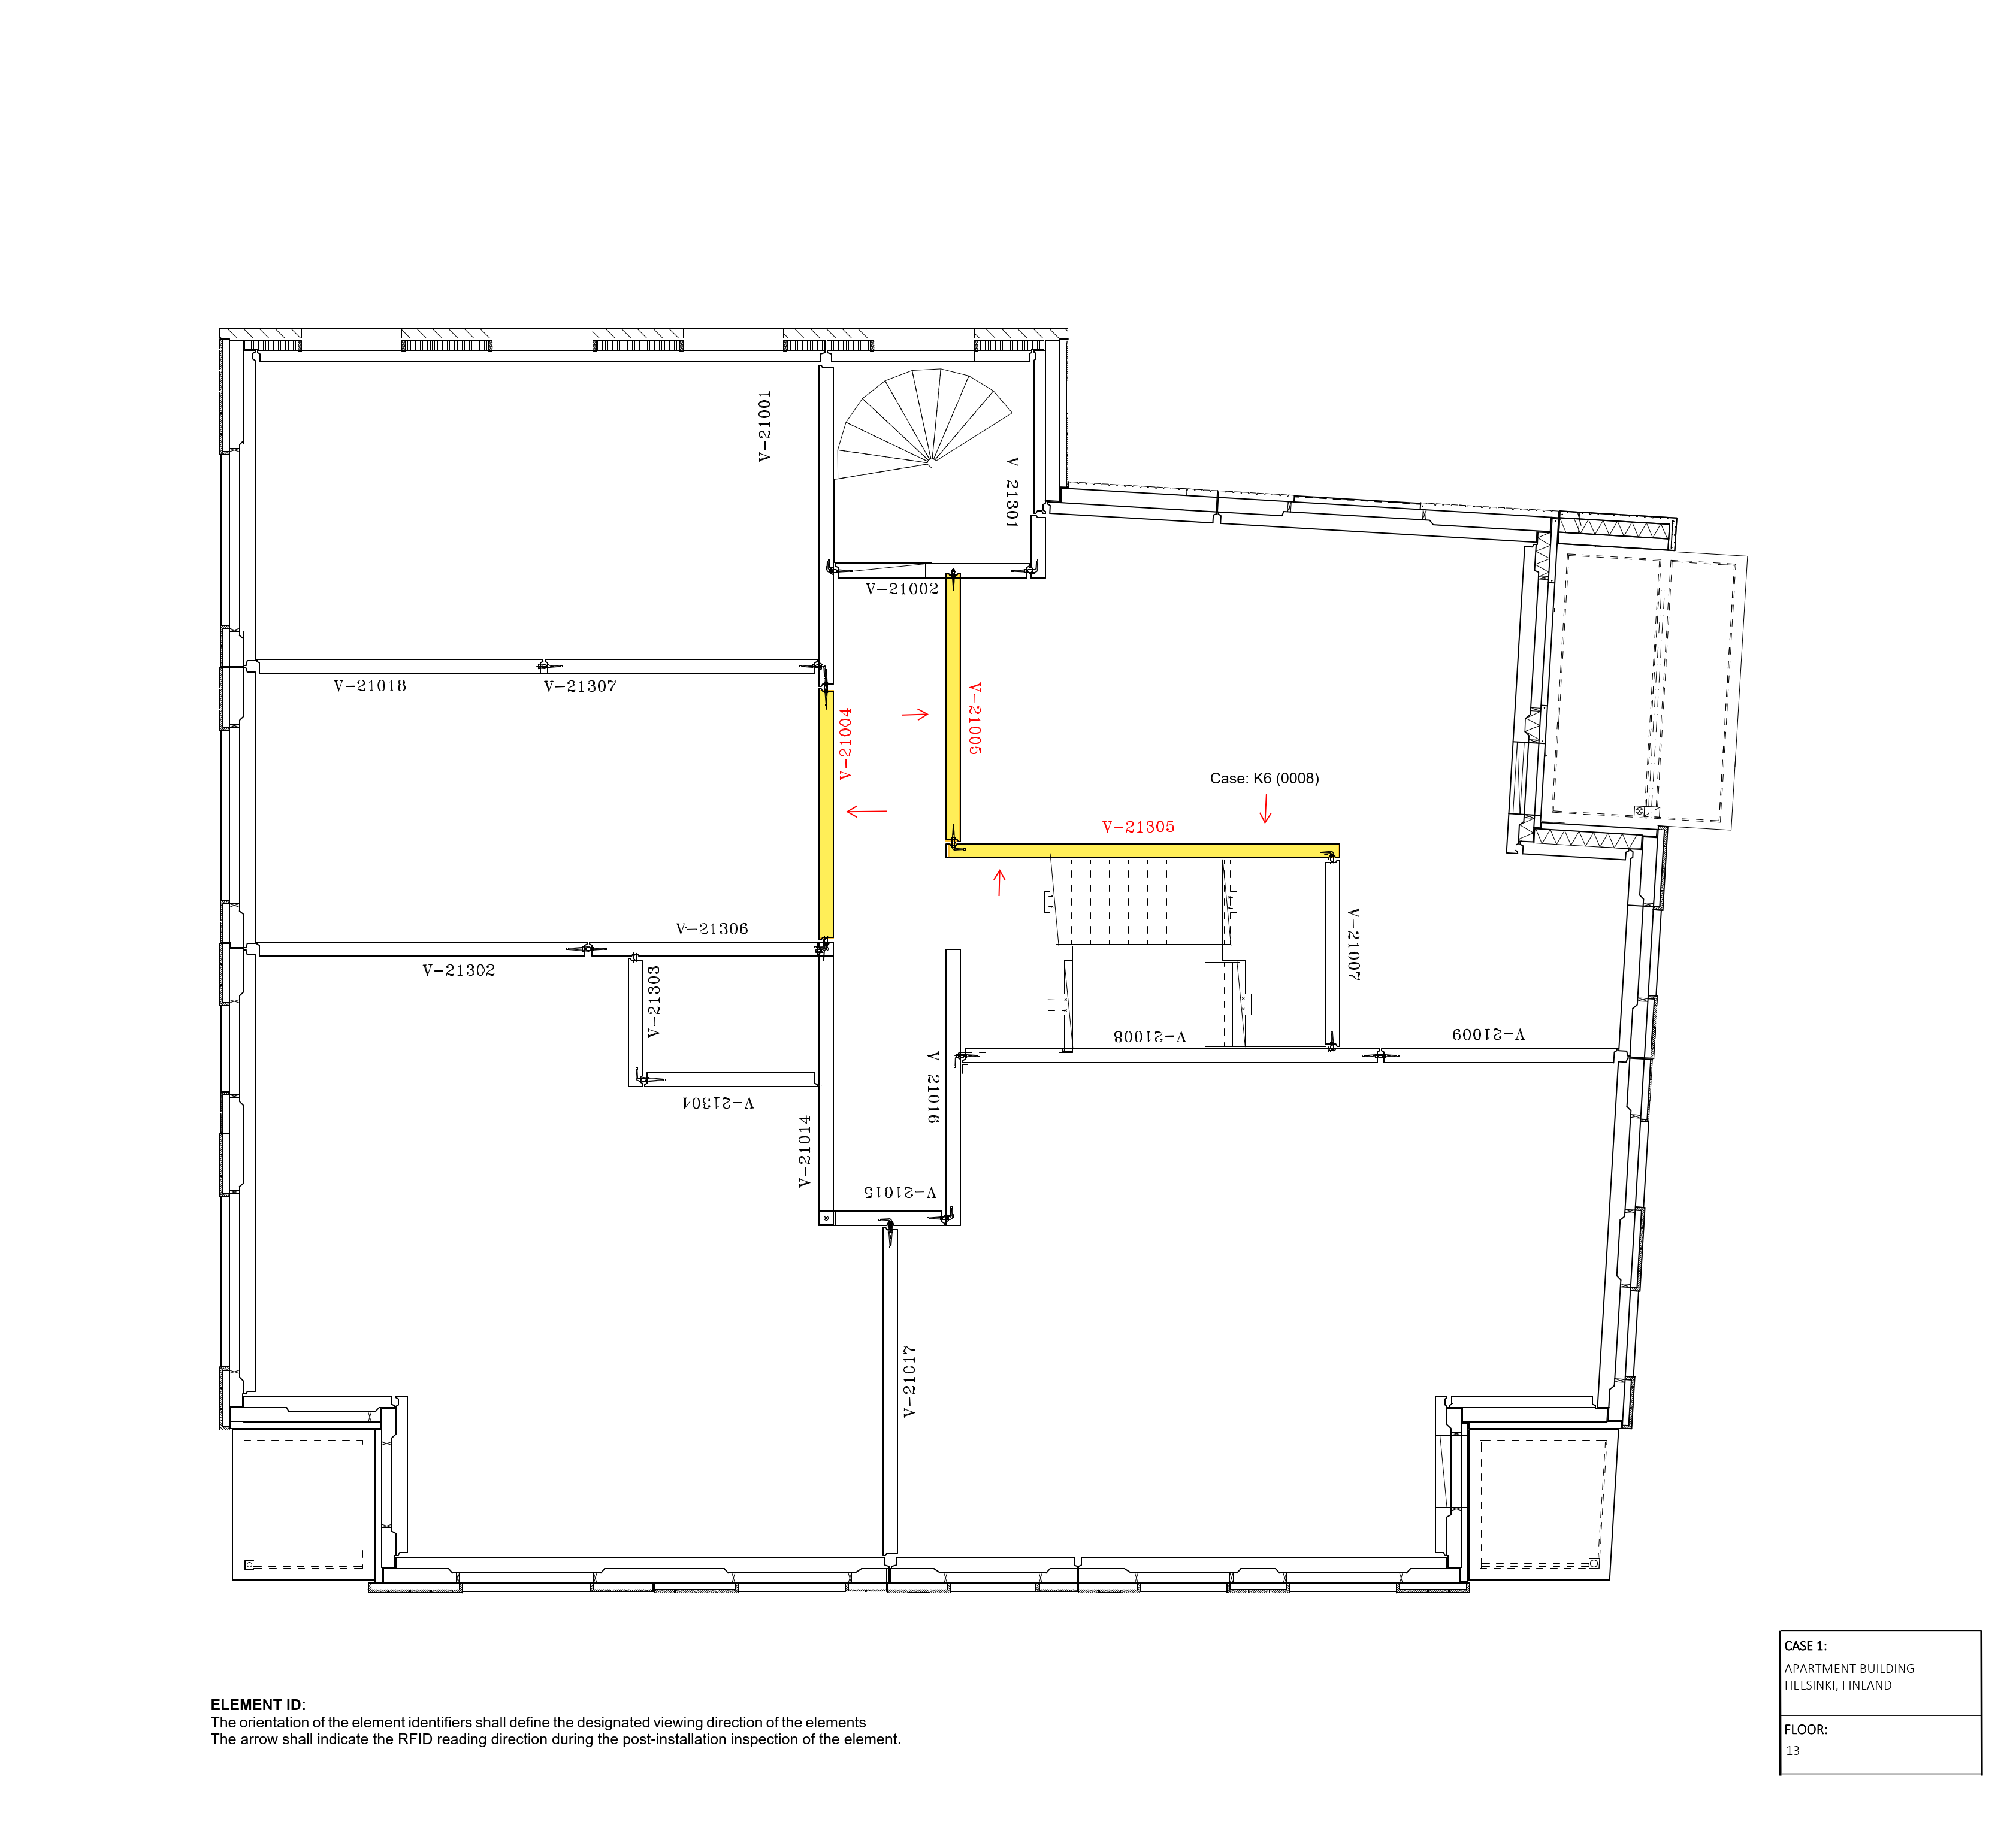 V-21001
V-21301
V-21002
V-21018
V-21307
V-21004
V-21005
Case: K6 (0008)
V-21305
V-21306
V-21302
V-21303
V-21007
V-21008
V-21009
V-21304
V-21016
V-21014
V-21015
V-21017
CASE 1:
APARTMENT BUILDING
HELSINKI, FINLAND
FLOOR:
13
ELEMENT ID:
The orientation of the element identifiers shall define the designated viewing direction of the elements
The arrow shall indicate the RFID reading direction during the post-installation inspection of the element.